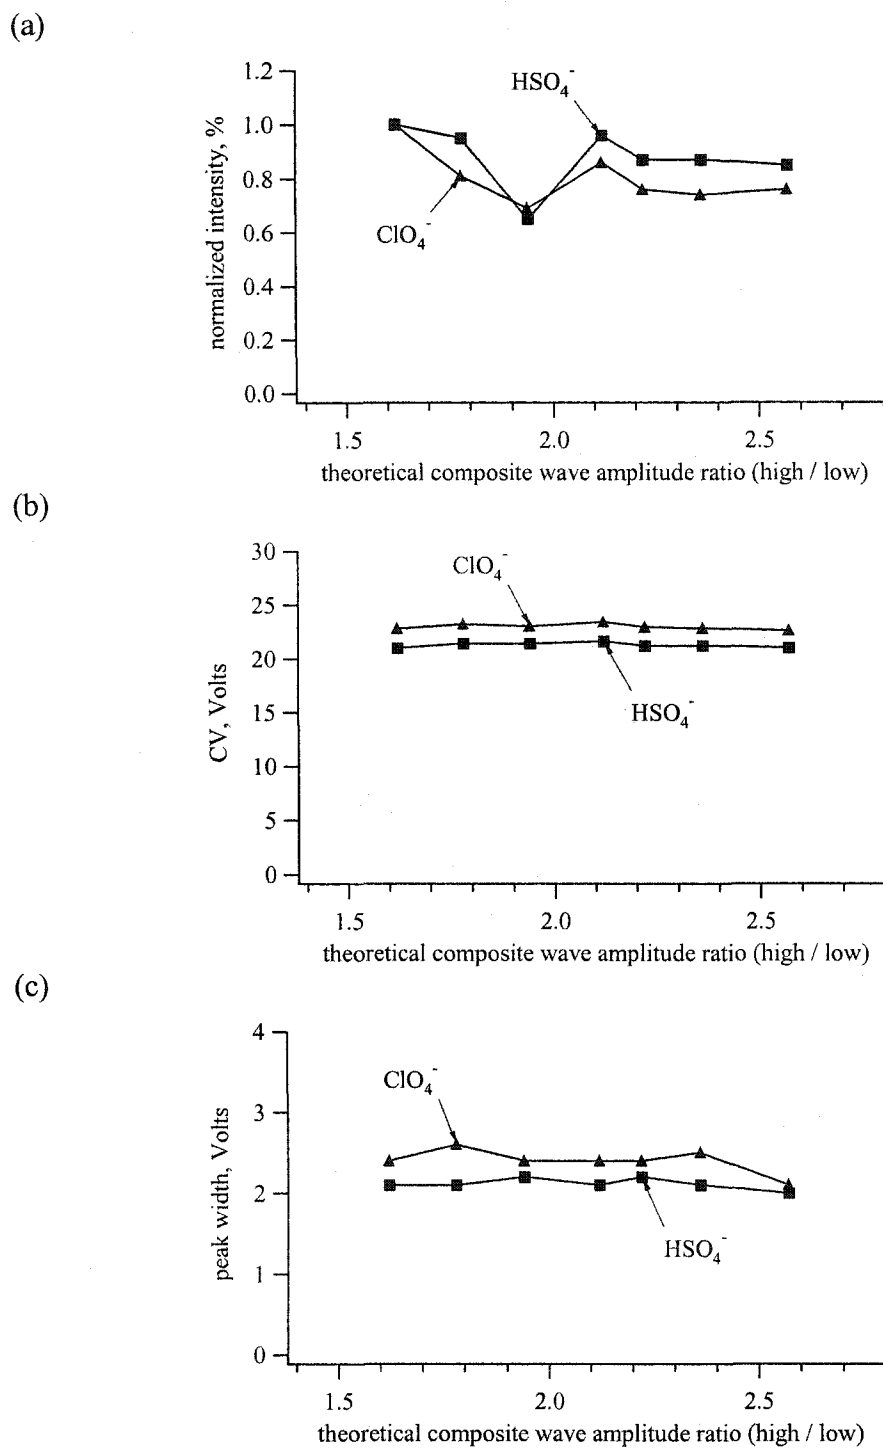 (a)
HSO₄⁻
ClO₄⁻
normalized intensity, %
1.2
1.0
0.8
0.6
0.4
0.2
0.0
1.5 2.0 2.5
theoretical composite wave amplitude ratio (high / low)
(b)
ClO₄⁻
HSO₄⁻
CV, Volts
30
25
20
15
10
5
0
1.5 2.0 2.5
theoretical composite wave amplitude ratio (high / low)
(c)
ClO₄⁻
HSO₄⁻
peak width, Volts
4
3
2
1
0
1.5 2.0 2.5
theoretical composite wave amplitude ratio (high / low)